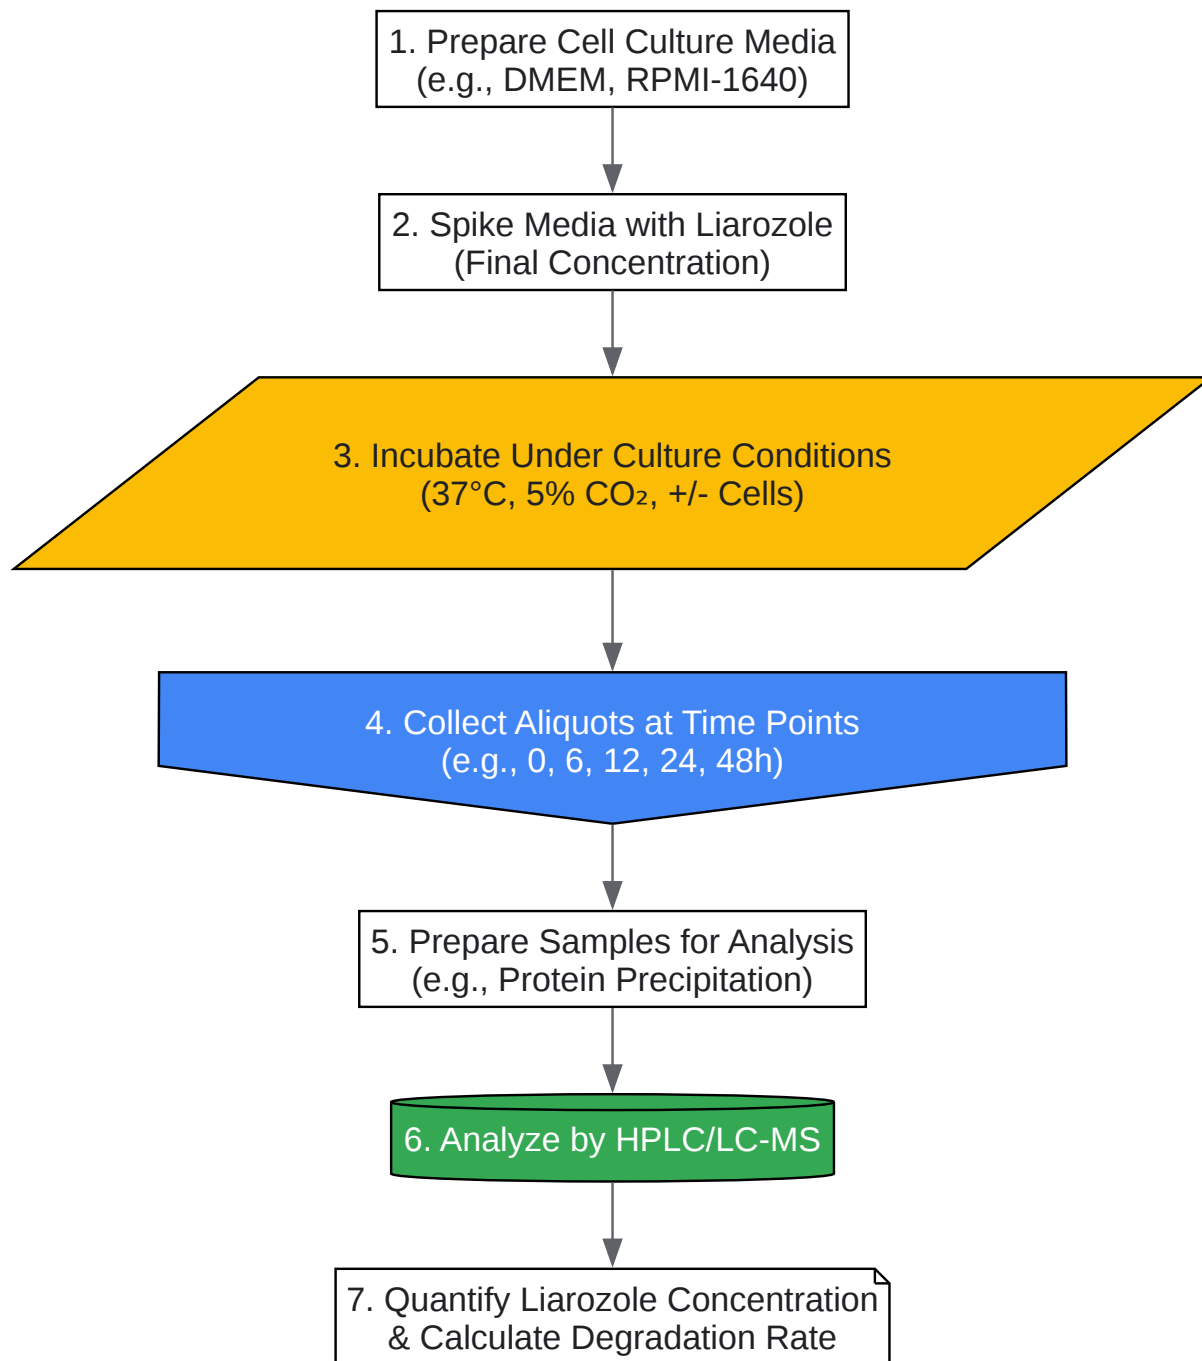 1. Prepare Cell Culture Media
(e.g., DMEM, RPMI-1640)
2. Spike Media with Liarozole
(Final Concentration)
3. Incubate Under Culture Conditions
(37°C, 5% CO₂, +/- Cells)
4. Collect Aliquots at Time Points
(e.g., 0, 6, 12, 24, 48h)
5. Prepare Samples for Analysis
(e.g., Protein Precipitation)
6. Analyze by HPLC/LC-MS
7. Quantify Liarozole Concentration
& Calculate Degradation Rate